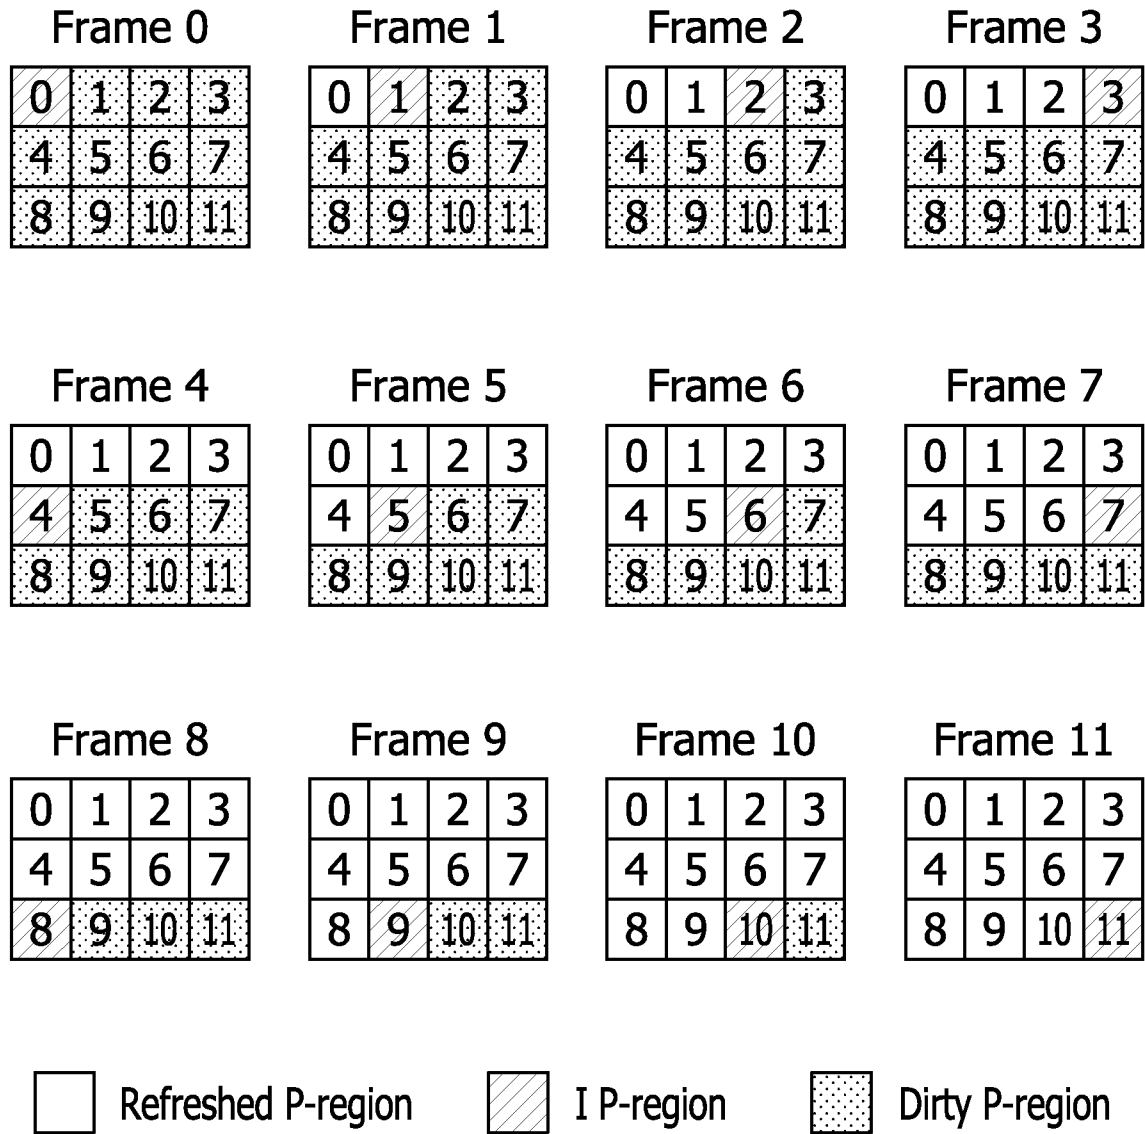 Frame 0 Frame 1 Frame 2 Frame 3
0 1 2 3 0 1 2 3 0 1 2 3 0 1 2 3
4 5 6 7 4 5 6 7 4 5 6 7 4 5 6 7
8 9 10 11 8 9 10 11 8 9 10 11 8 9 10 11
Frame 4 Frame 5 Frame 6 Frame 7
0 1 2 3 0 1 2 3 0 1 2 3 0 1 2 3
4 5 6 7 4 5 6 7 4 5 6 7 4 5 6 7
8 9 10 11 8 9 10 11 8 9 10 11 8 9 10 11
Frame 8 Frame 9 Frame 10 Frame 11
0 1 2 3 0 1 2 3 0 1 2 3 0 1 2 3
4 5 6 7 4 5 6 7 4 5 6 7 4 5 6 7
8 9 10 11 8 9 10 11 8 9 10 11 8 9 10 11
Refreshed P-region I P-region Dirty P-region